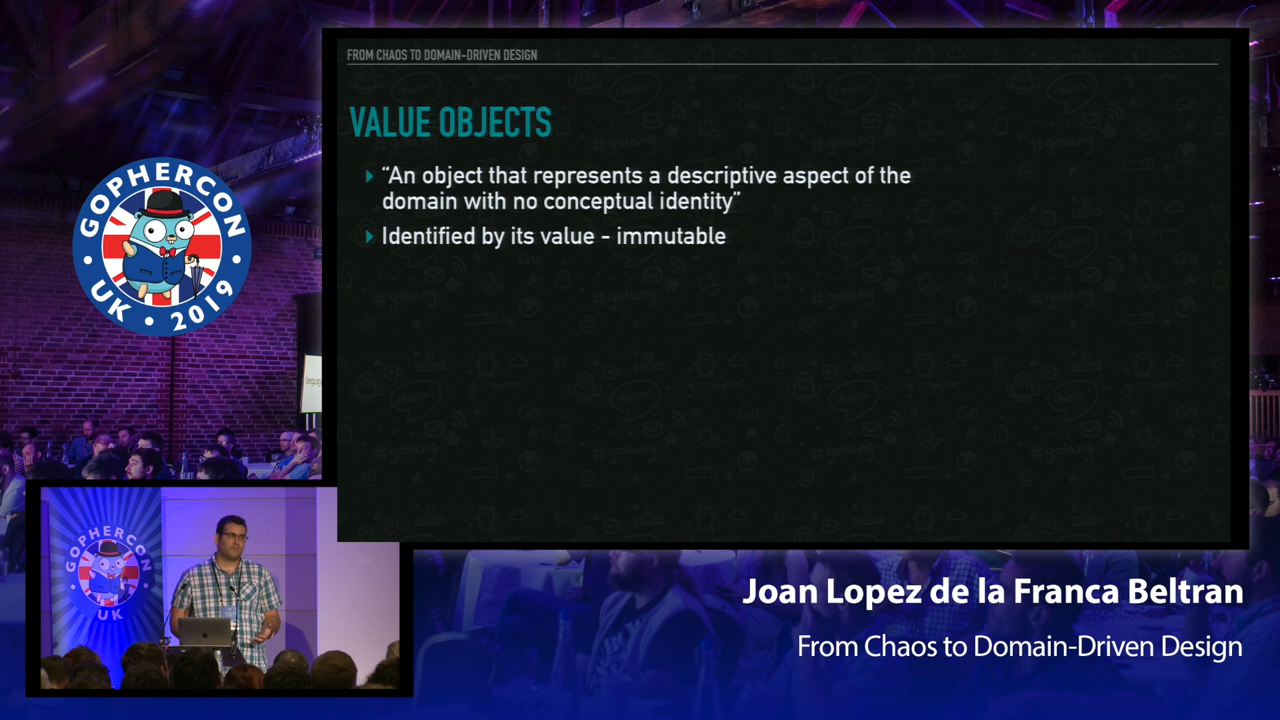 FROM CHAOS TO DOMAIN-DRIVEN DESIGN
VALUE OBJECTS
“An object that represents a descriptive aspect of the
domain with no conceptual identity”
Identified by its value - immutable
GOPHERCON
UK • 2019
GOPHERCON
UK
Joan Lopez de la Franca Beltran
From Chaos to Domain-Driven Design